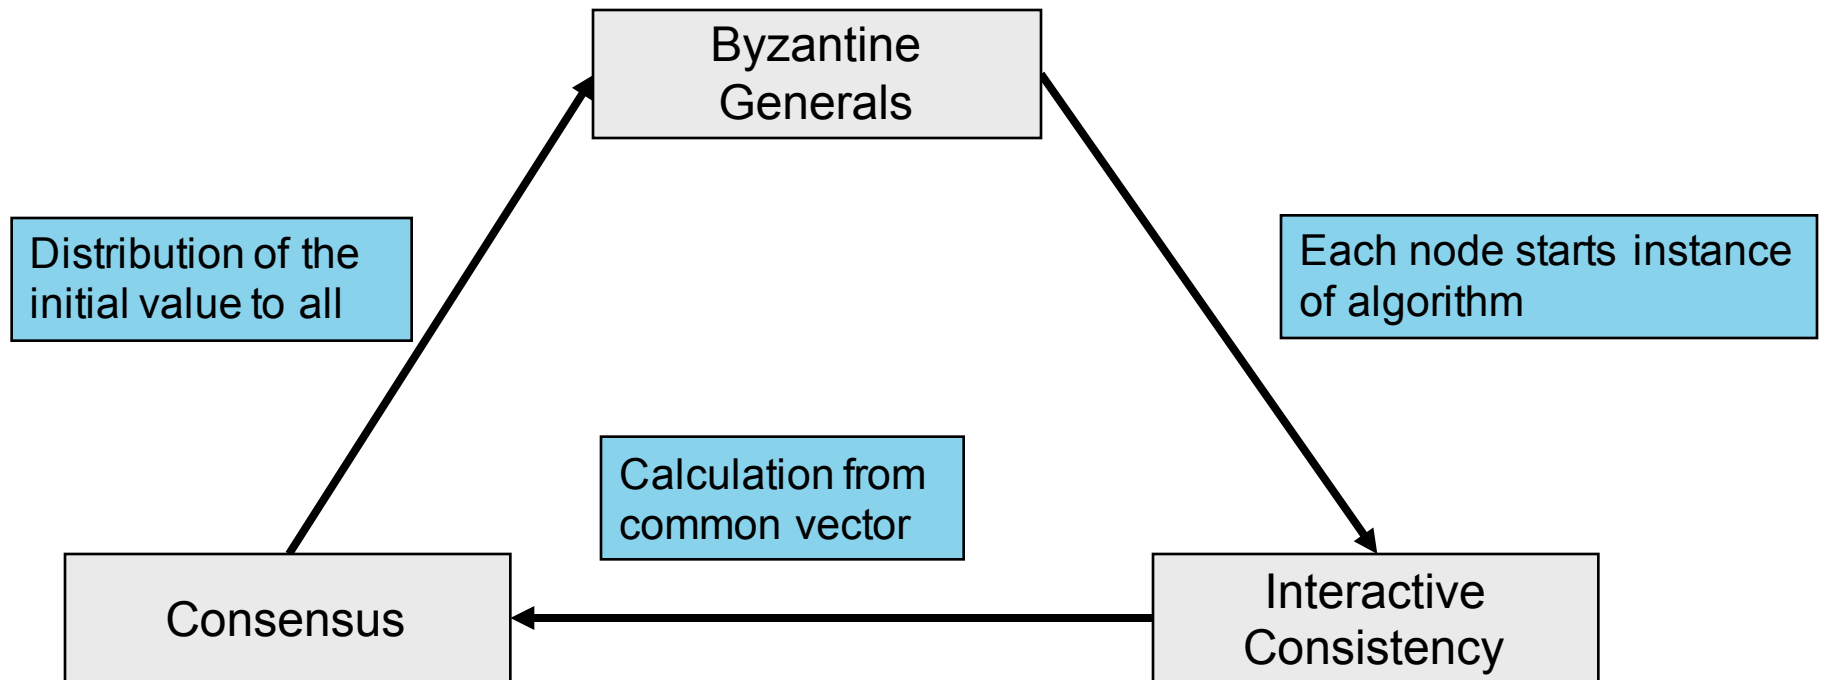 Byzantine
Generals
Distribution of the
initial value to all
Each node starts instance
of algorithm
Calculation from
common vector
Consensus
Interactive
Consistency